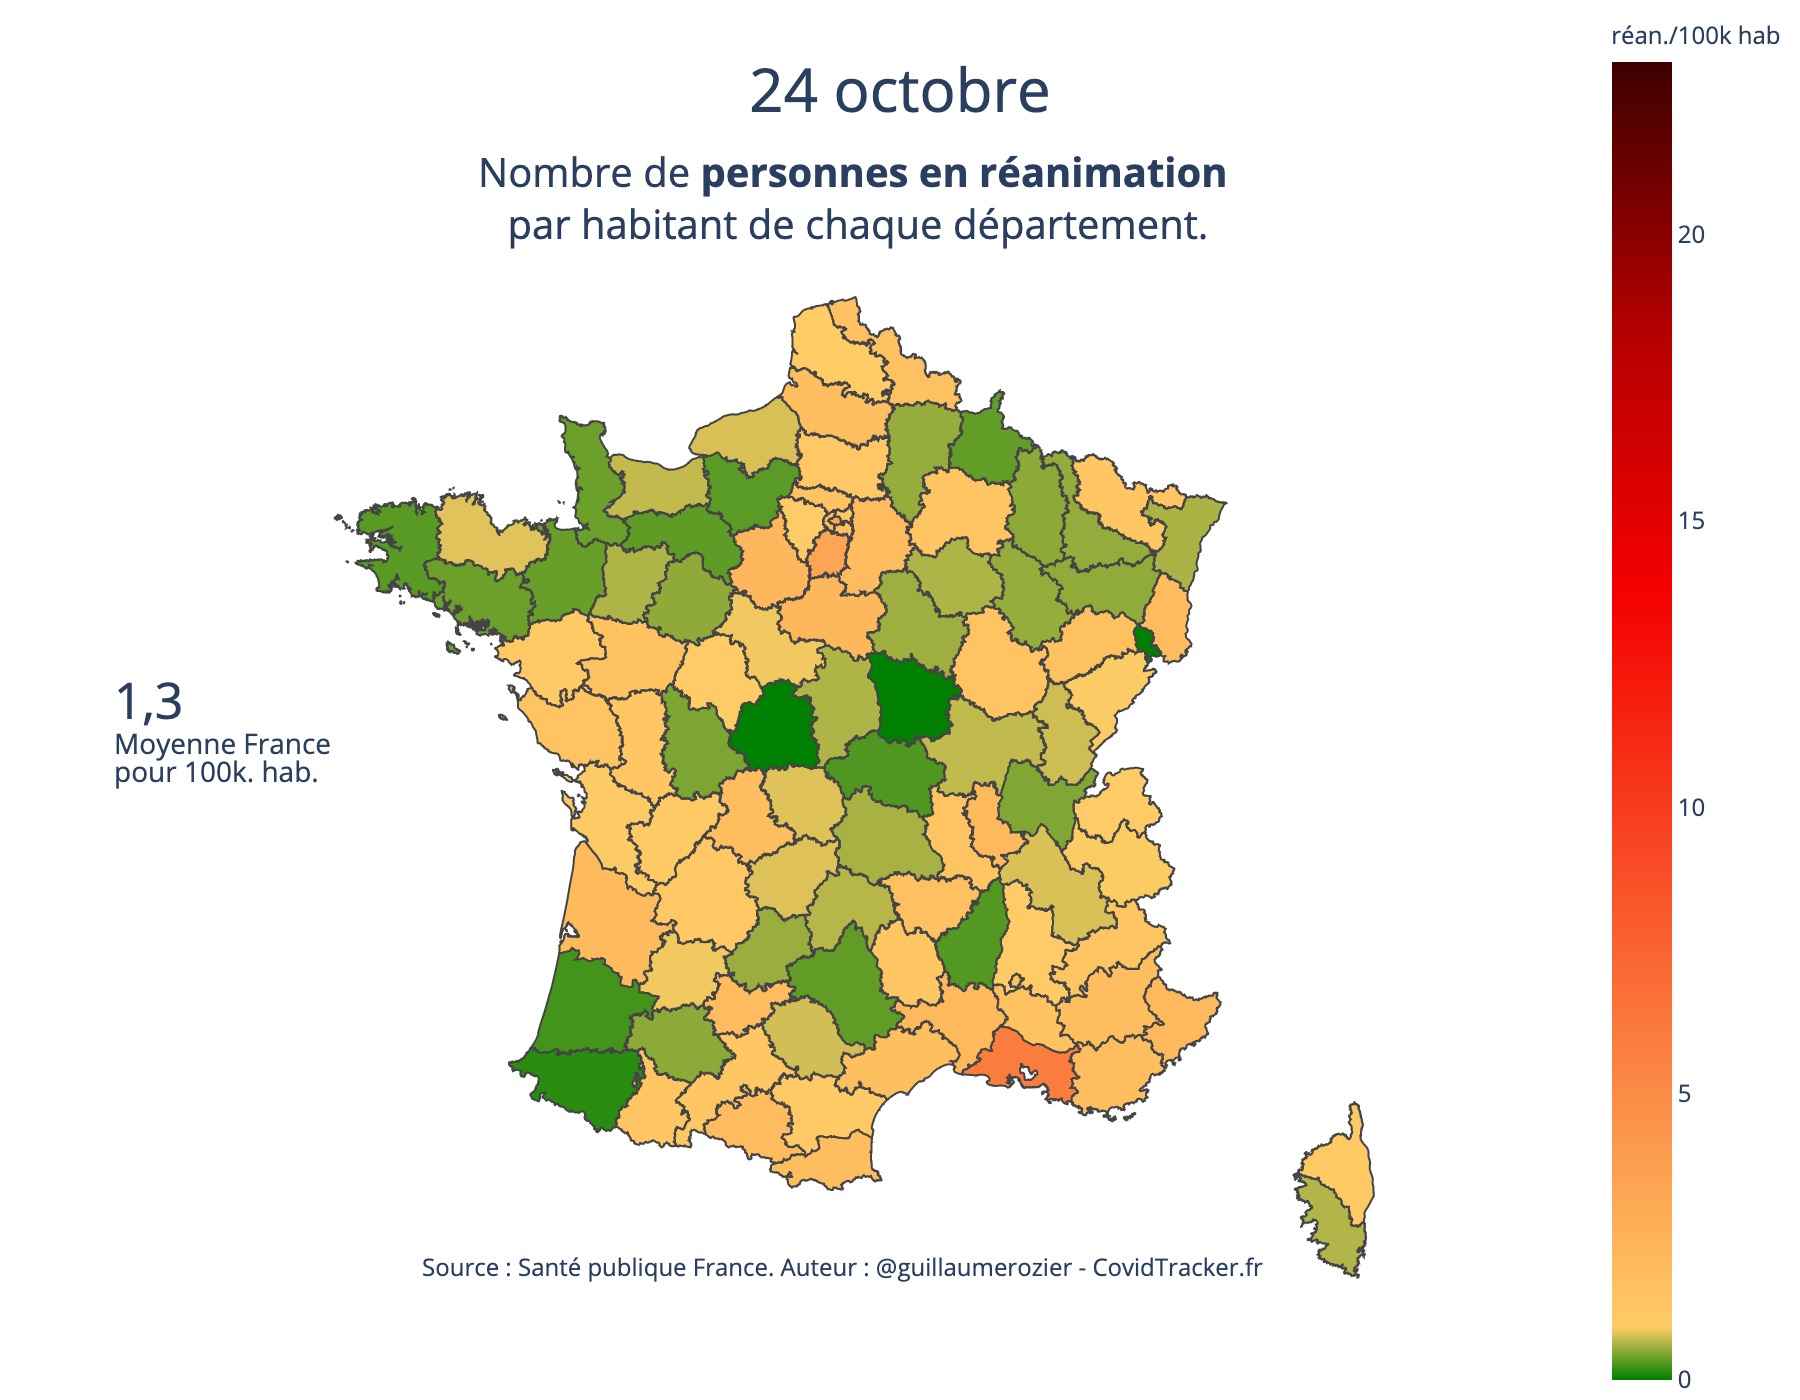 réan./100k hab
24 octobre
Nombre de personnes en réanimation
par habitant de chaque département.
20
15
1,3
Moyenne France
pour 100k. hab.
10
5
Source : Santé publique France. Auteur : @guillaumerozier - CovidTracker.fr
0